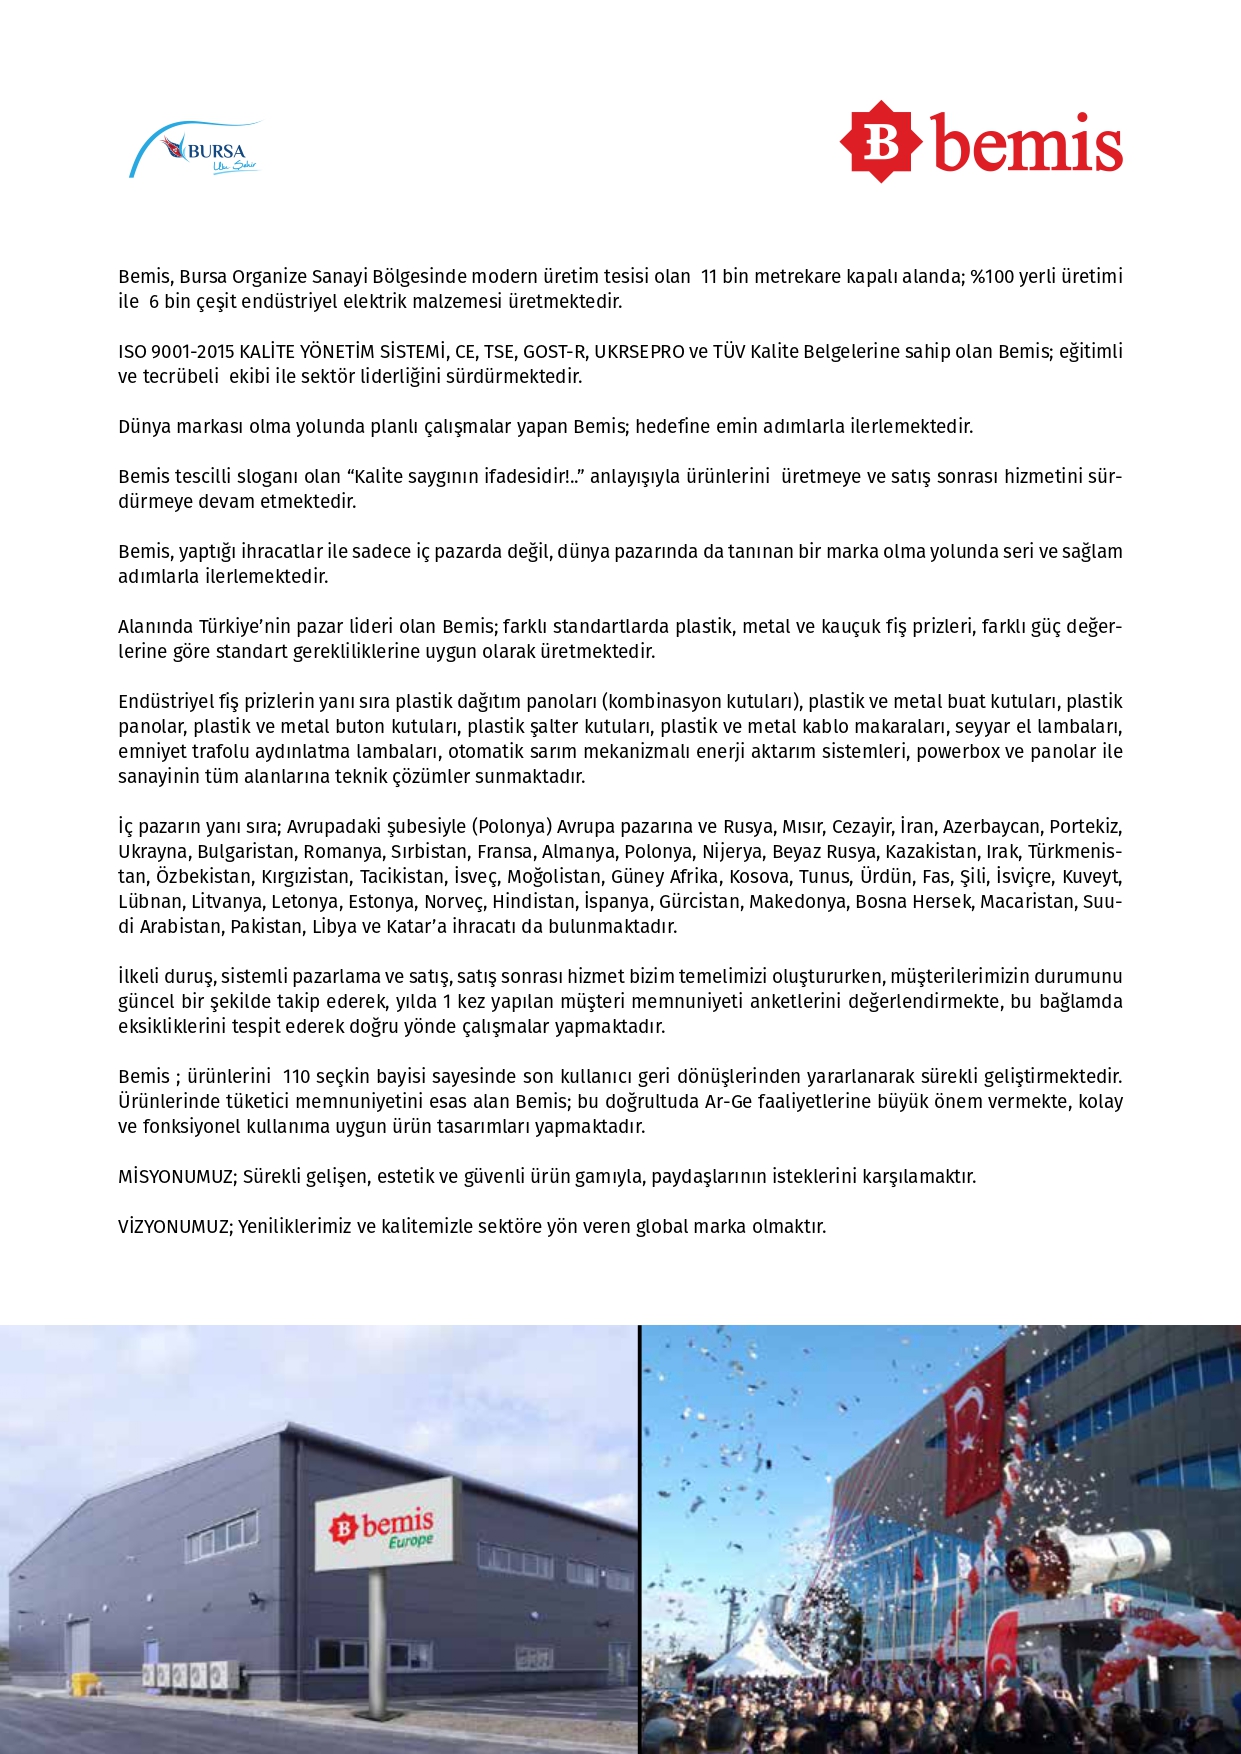 BURSA
Ulu Şehir
B bemis
Bemis, Bursa Organize Sanayi Bölgesinde modern üretim tesisi olan  11 bin metrekare kapalı alanda; %100 yerli üretimi
ile  6 bin çeşit endüstriyel elektrik malzemesi üretmektedir.
ISO 9001-2015 KALİTE YÖNETİM SİSTEMİ, CE, TSE, GOST-R, UKRSEPRO ve TÜV Kalite Belgelerine sahip olan Bemis; eğitimli
ve tecrübeli  ekibi ile sektör liderliğini sürdürmektedir.
Dünya markası olma yolunda planlı çalışmalar yapan Bemis; hedefine emin adımlarla ilerlemektedir.
Bemis tescilli sloganı olan “Kalite saygının ifadesidir!..” anlayışıyla ürünlerini  üretmeye ve satış sonrası hizmetini sür-
dürmeye devam etmektedir.
Bemis, yaptığı ihracatlar ile sadece iç pazarda değil, dünya pazarında da tanınan bir marka olma yolunda seri ve sağlam
adımlarla ilerlemektedir.
Alanında Türkiye’nin pazar lideri olan Bemis; farklı standartlarda plastik, metal ve kauçuk fiş prizleri, farklı güç değer-
lerine göre standart gerekliliklerine uygun olarak üretmektedir.
Endüstriyel fiş prizlerin yanı sıra plastik dağıtım panoları (kombinasyon kutuları), plastik ve metal buat kutuları, plastik
panolar, plastik ve metal buton kutuları, plastik şalter kutuları, plastik ve metal kablo makaraları, seyyar el lambaları,
emniyet trafolu aydınlatma lambaları, otomatik sarım mekanizmalı enerji aktarım sistemleri, powerbox ve panolar ile
sanayinin tüm alanlarına teknik çözümler sunmaktadır.
İç pazarın yanı sıra; Avrupadaki şubesiyle (Polonya) Avrupa pazarına ve Rusya, Mısır, Cezayir, İran, Azerbaycan, Portekiz,
Ukrayna, Bulgaristan, Romanya, Sırbistan, Fransa, Almanya, Polonya, Nijerya, Beyaz Rusya, Kazakistan, Irak, Türkmenis-
tan, Özbekistan, Kırgızistan, Tacikistan, İsveç, Moğolistan, Güney Afrika, Kosova, Tunus, Ürdün, Fas, Şili, İsviçre, Kuveyt,
Lübnan, Litvanya, Letonya, Estonya, Norveç, Hindistan, İspanya, Gürcistan, Makedonya, Bosna Hersek, Macaristan, Suu-
di Arabistan, Pakistan, Libya ve Katar’a ihracatı da bulunmaktadır.
İlkeli duruş, sistemli pazarlama ve satış, satış sonrası hizmet bizim temelimizi oluştururken, müşterilerimizin durumunu
güncel bir şekilde takip ederek, yılda 1 kez yapılan müşteri memnuniyeti anketlerini değerlendirmekte, bu bağlamda
eksikliklerini tespit ederek doğru yönde çalışmalar yapmaktadır.
Bemis ; ürünlerini  110 seçkin bayisi sayesinde son kullanıcı geri dönüşlerinden yararlanarak sürekli geliştirmektedir.
Ürünlerinde tüketici memnuniyetini esas alan Bemis; bu doğrultuda Ar-Ge faaliyetlerine büyük önem vermekte, kolay
ve fonksiyonel kullanıma uygun ürün tasarımları yapmaktadır.
MİSYONUMUZ; Sürekli gelişen, estetik ve güvenli ürün gamıyla, paydaşlarının isteklerini karşılamaktır.
VİZYONUMUZ; Yeniliklerimiz ve kalitemizle sektöre yön veren global marka olmaktır.
B bemis
Europe
bemis